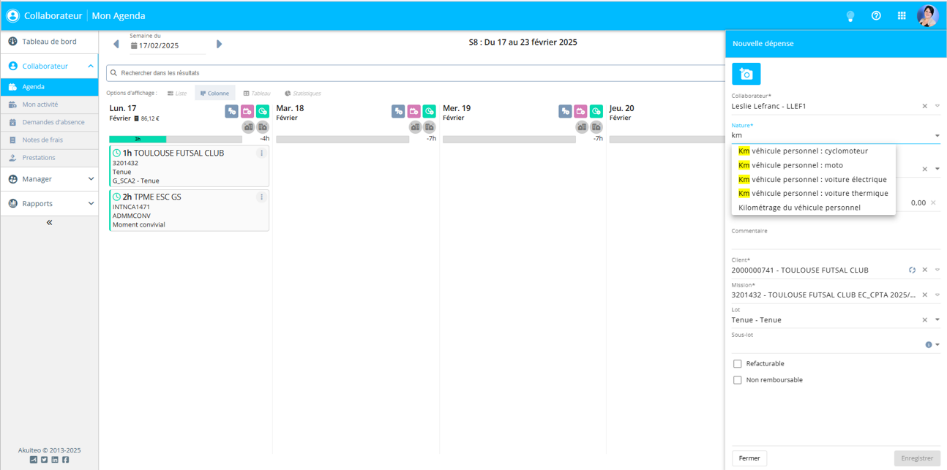 Collaborateur | Mon Agenda
Tableau de bord
Collaborateur
Agenda
Mon activité
Demandes d'absence
Notes de frais
Prestations
Manager
Rapports
«
Akuiteo © 2013-2025
Semaine du
17/02/2025
S8 : Du 17 au 23 février 2025
Rechercher dans les résultats
Options d'affichage :
Liste
Colonne
Tableau
Statistiques
Lun. 17
Février
86,12 €
3h
-4h
1h TOULOUSE FUTSAL CLUB
3201432
Tenue
G_SCA2 - Tenue
2h TPME ESC GS
INTNCA1471
ADMMCONV
Moment convivial
Mar. 18
Février
-7h
Mer. 19
Février
-7h
Jeu. 20
Février
Nouvelle dépense
Collaborateur*
Leslie Lefranc - LLEF1
Nature*
km
Km véhicule personnel : cyclomoteur
Km véhicule personnel : moto
Km véhicule personnel : voiture électrique
Km véhicule personnel : voiture thermique
Kilométrage du véhicule personnel
0.00
Commentaire
Client*
2000000741 - TOULOUSE FUTSAL CLUB
Mission*
3201432 - TOULOUSE FUTSAL CLUB EC_CPTA 2025/...
Lot
Tenue - Tenue
Sous-lot
Refacturable
Non remboursable
Fermer
Enregistrer